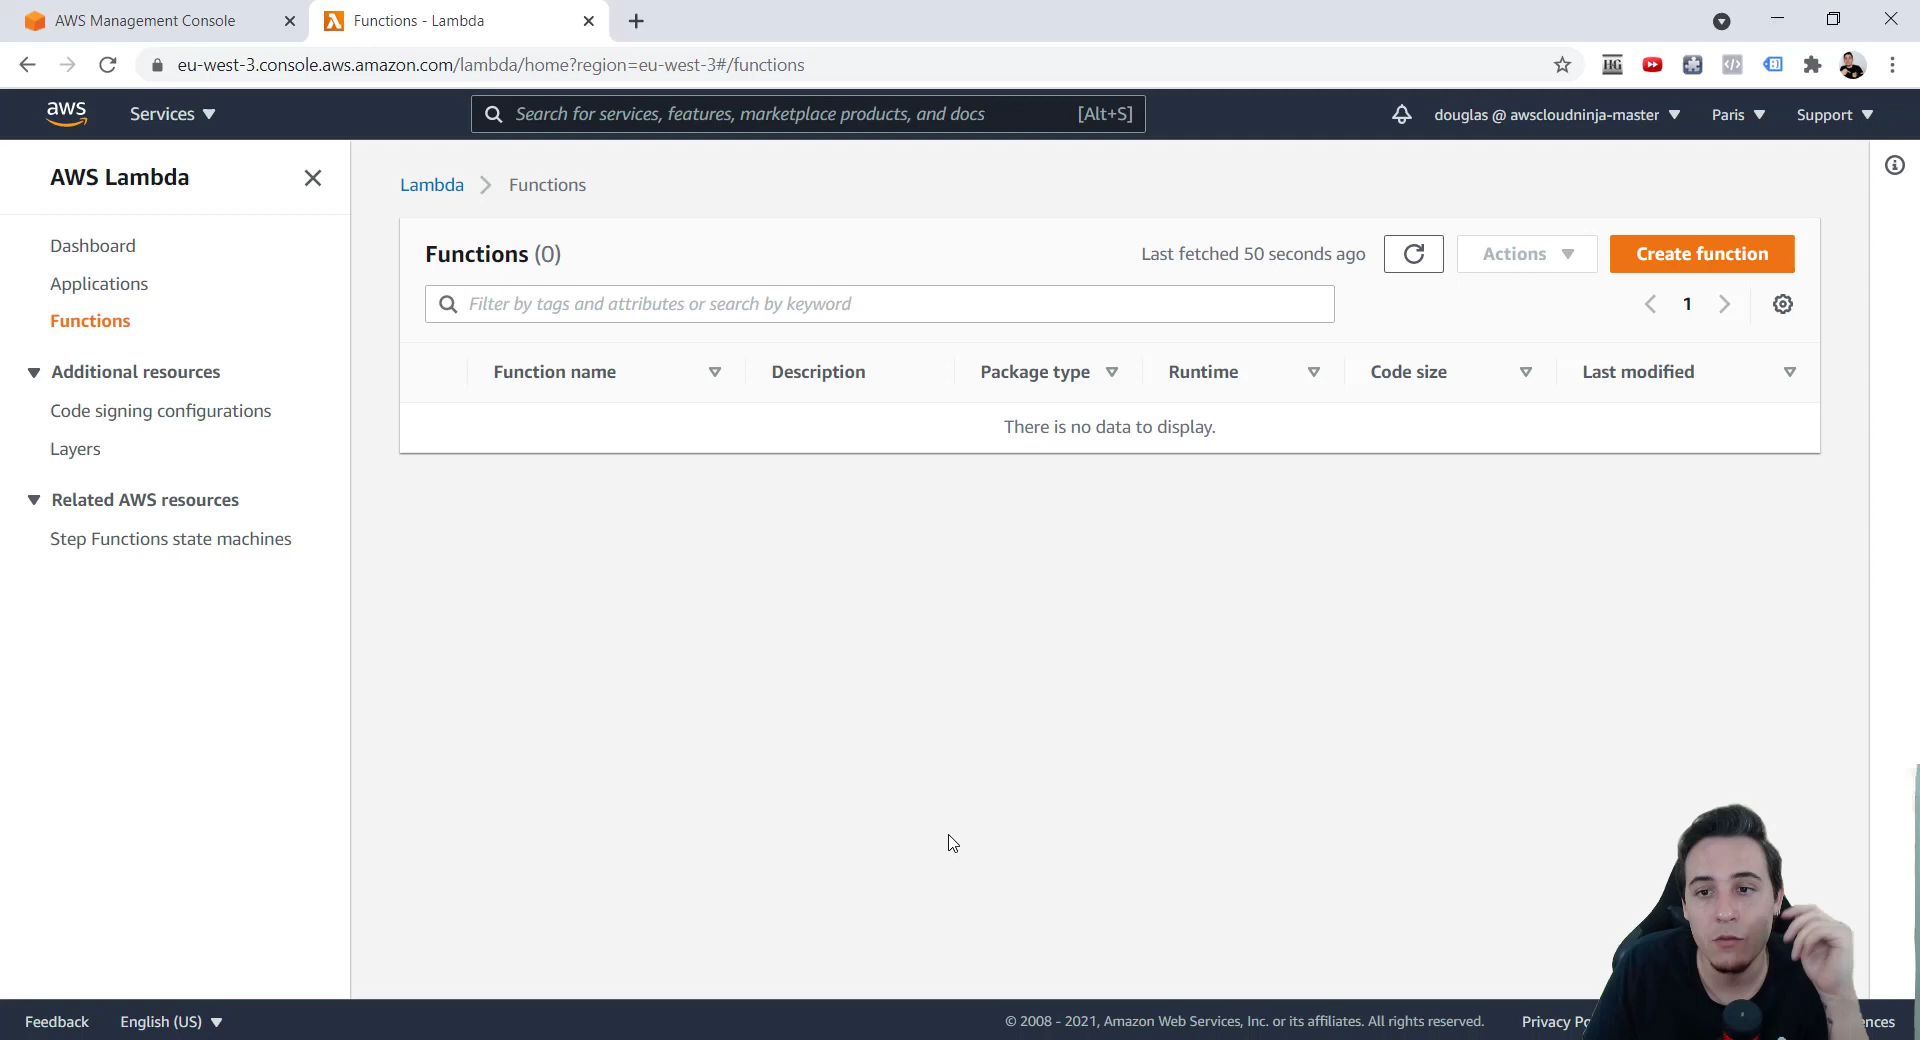 AWS Management Console
Functions - Lambda
eu-west-3.console.aws.amazon.com/lambda/home?region=eu-west-3#/functions
HG
aws
Services
Search for services, features, marketplace products, and docs
[Alt+S]
douglas @ awscloudninja-master
Paris
Support
AWS Lambda
Dashboard
Applications
Functions
Additional resources
Code signing configurations
Layers
Related AWS resources
Step Functions state machines
Lambda
Functions
Functions (0)
Last fetched 50 seconds ago
Actions
Create function
Filter by tags and attributes or search by keyword
1
Function name
Description
Package type
Runtime
Code size
Last modified
There is no data to display.
Feedback
English (US)
© 2008 - 2021, Amazon Web Services, Inc. or its affiliates. All rights reserved.
Privacy